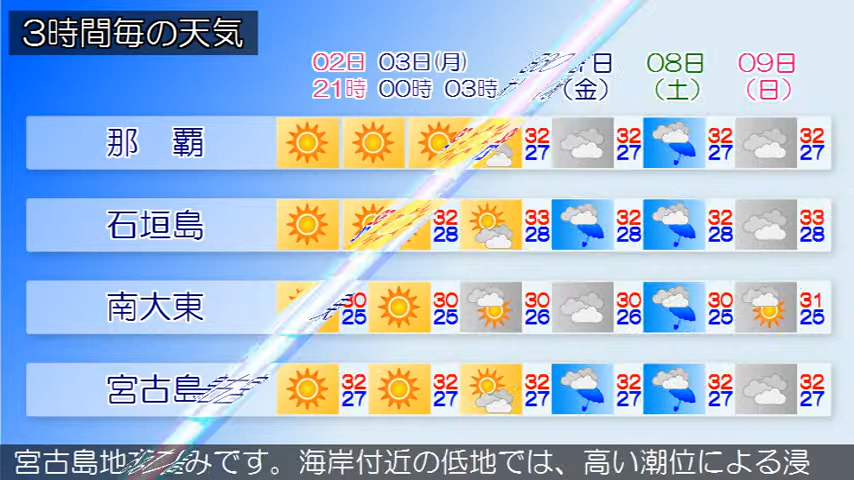 3時間毎の天気
02日 03日(月) 日 08日 09日
21時 00時 03時 (金) (土) (日)
那 覇 32 32 32 32
27 27 27 27
石垣島 32 33 32 32 33
28 28 28 28 28
南大東 30 30 30 30 30 31
25 25 26 26 25 25
宮古島 32 32 32 32 32 32
27 27 27 27 27 27
宮古島地 みです。海岸付近の低地では、高い潮位による浸